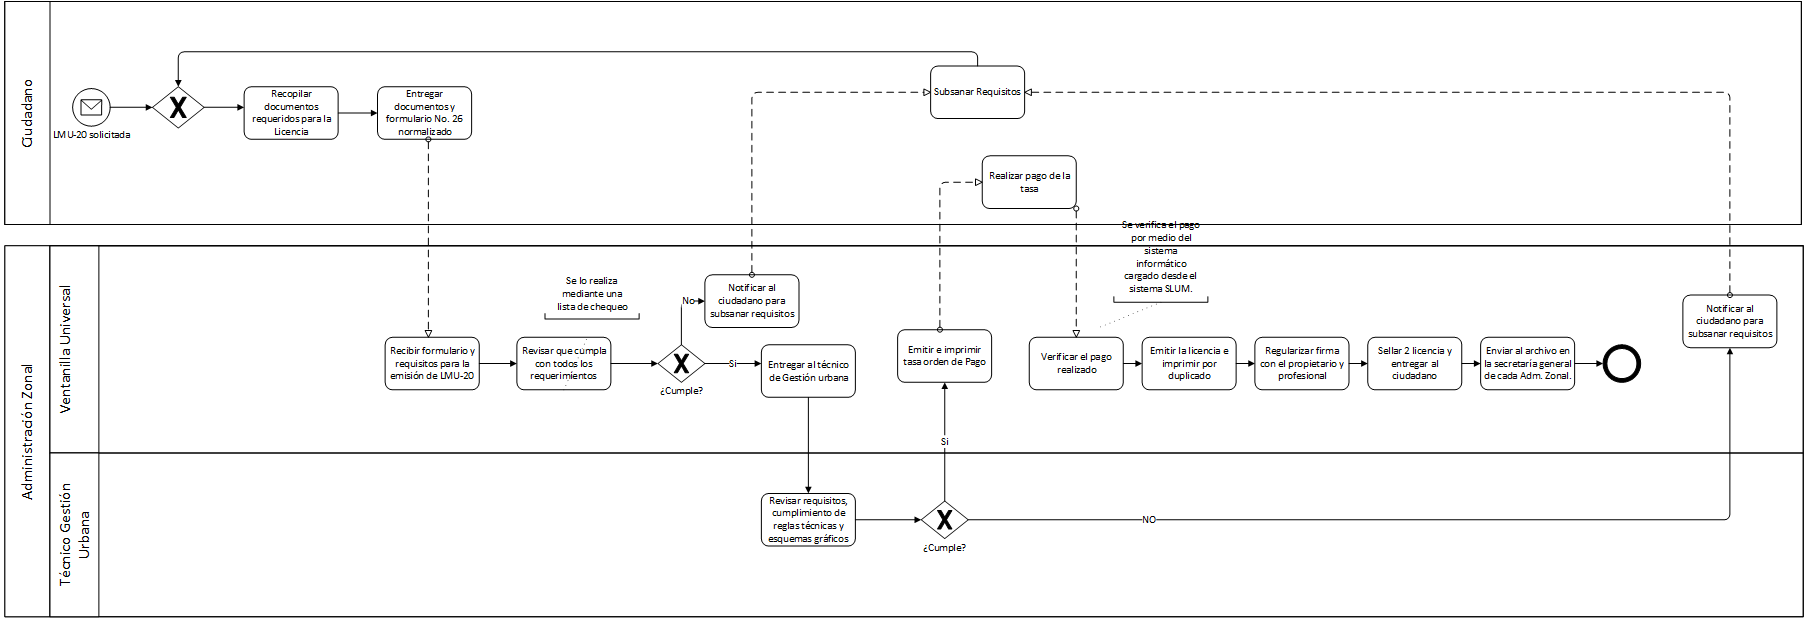 Ciudadano
LMU-20 solicitada
X
Recopilar
documentos
requeridos para la
Licencia
Entregar
documentos y
formulario No. 26
normalizado
Subsanar Requisitos
Realizar pago de la
tasa
Administración Zonal
Ventanilla Universal
Recibir formulario y
requisitos para la
emisión de LMU-20
Se lo realiza
mediante una
lista de chequeo
Revisar que cumpla
con todos los
requerimientos
X
¿Cumple?
No
Notificar al
ciudadano para
subsanar requisitos
Si
Entregar al técnico
de Gestión urbana
Emitir e imprimir
tasa orden de Pago
Se verifica el pago
por medio del
sistema
informático
cargado desde el
sistema SLUM.
Verificar el pago
realizado
Emitir la licencia e
imprimir por
duplicado
Regularizar firma
con el propietario y
profesional
Sellar 2 licencia y
entregar al
ciudadano
Enviar al archivo en
la secretaría general
de cada Adm. Zonal.
Notificar al
ciudadano para
subsanar requisitos
Técnico Gestión
Urbana
Revisar requisitos,
cumplimiento de
reglas técnicas y
esquemas gráficos
X
¿Cumple?
Si
NO